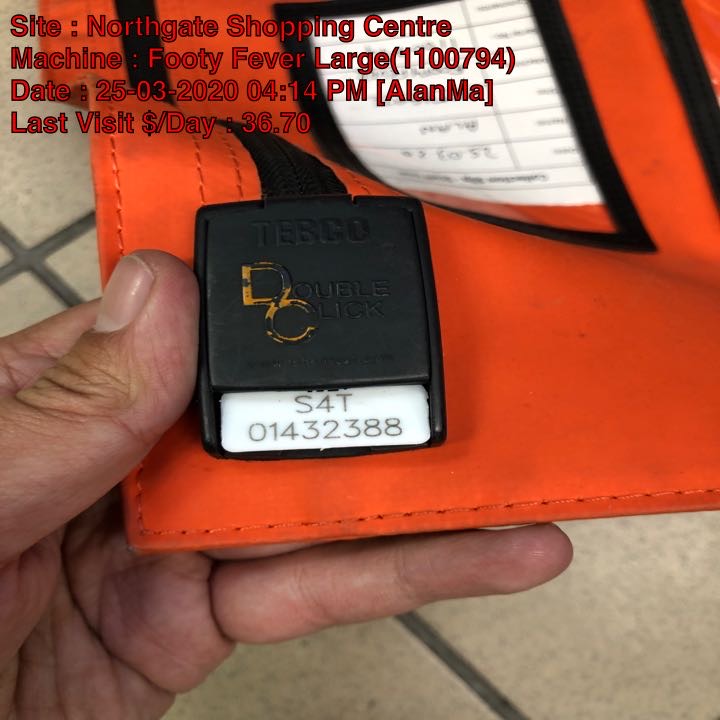 Site : Northgate Shopping Centre
Machine : Footy Fever Large(1100794)
Date : 25-03-2020 04:14 PM [AlanMa]
Last Visit $/Day : 36.70
TEBCO
DOUBLE
CLICK
S4T
01432388